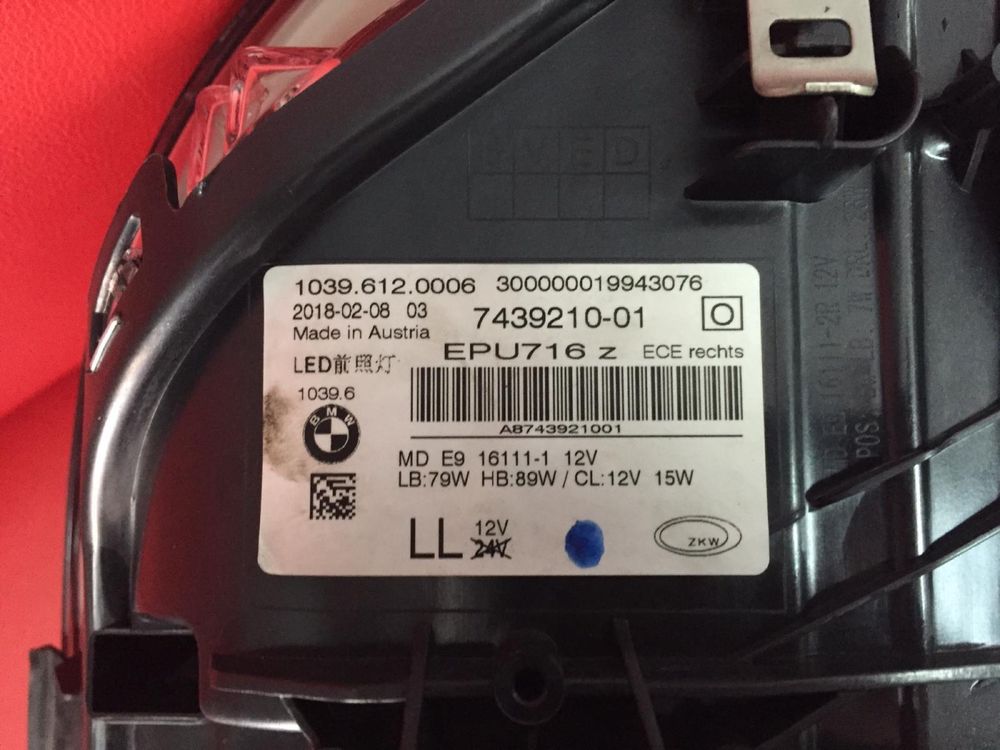 1039.612.0006 300000019943076
2018-02-08 03 7439210-01
Made in Austria
EPU716 z ECE rechts
LED前照灯
1039.6
BMW
A8743921001
MD E9 16111-1 12V
LB:79W HB:89W / CL:12V 15W
LL 12V
24V
ZKW